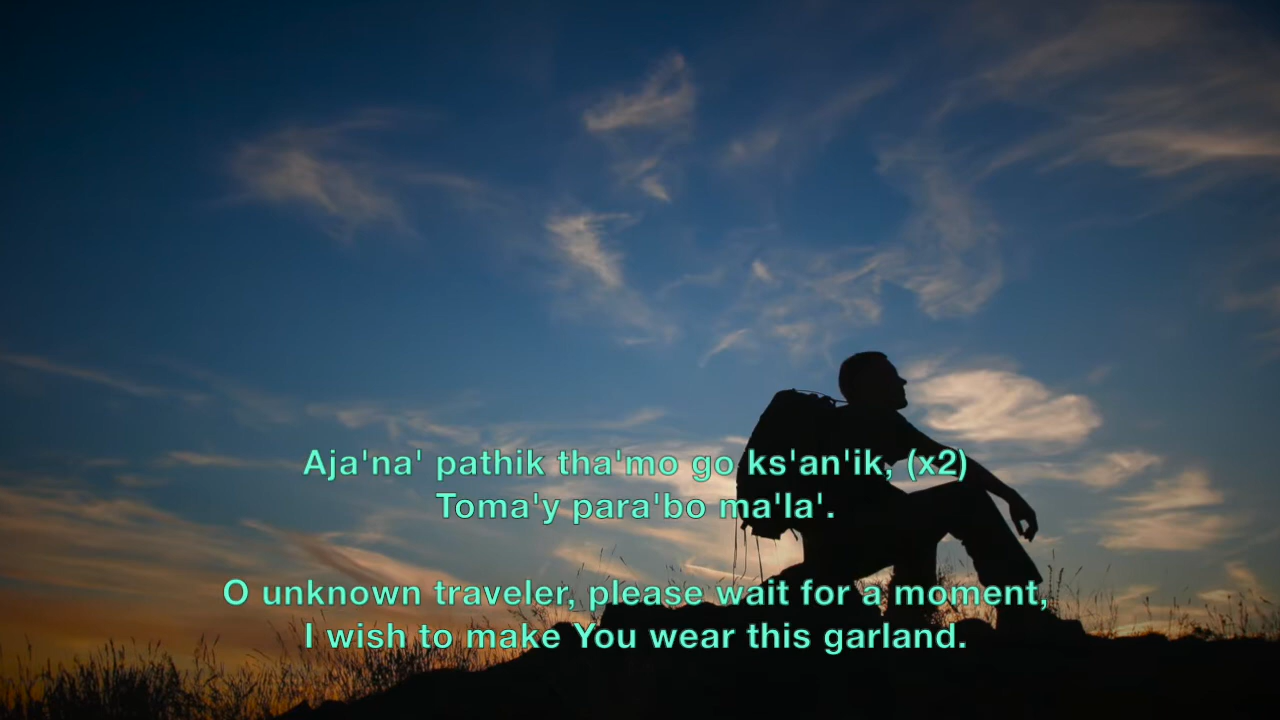 Aja'na' pathik tha'mo go ks'an'ik, (x2)
Toma'y para'bo ma'la'.
O unknown traveler, please wait for a moment,
I wish to make You wear this garland.